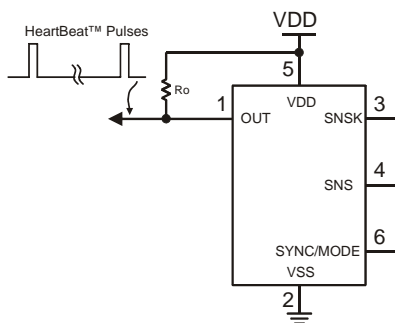 HeartBeat™ Pulses
VDD
Ro
5
VDD
1
OUT
SNSK
3
SNS
4
SYNC/MODE
6
VSS
2